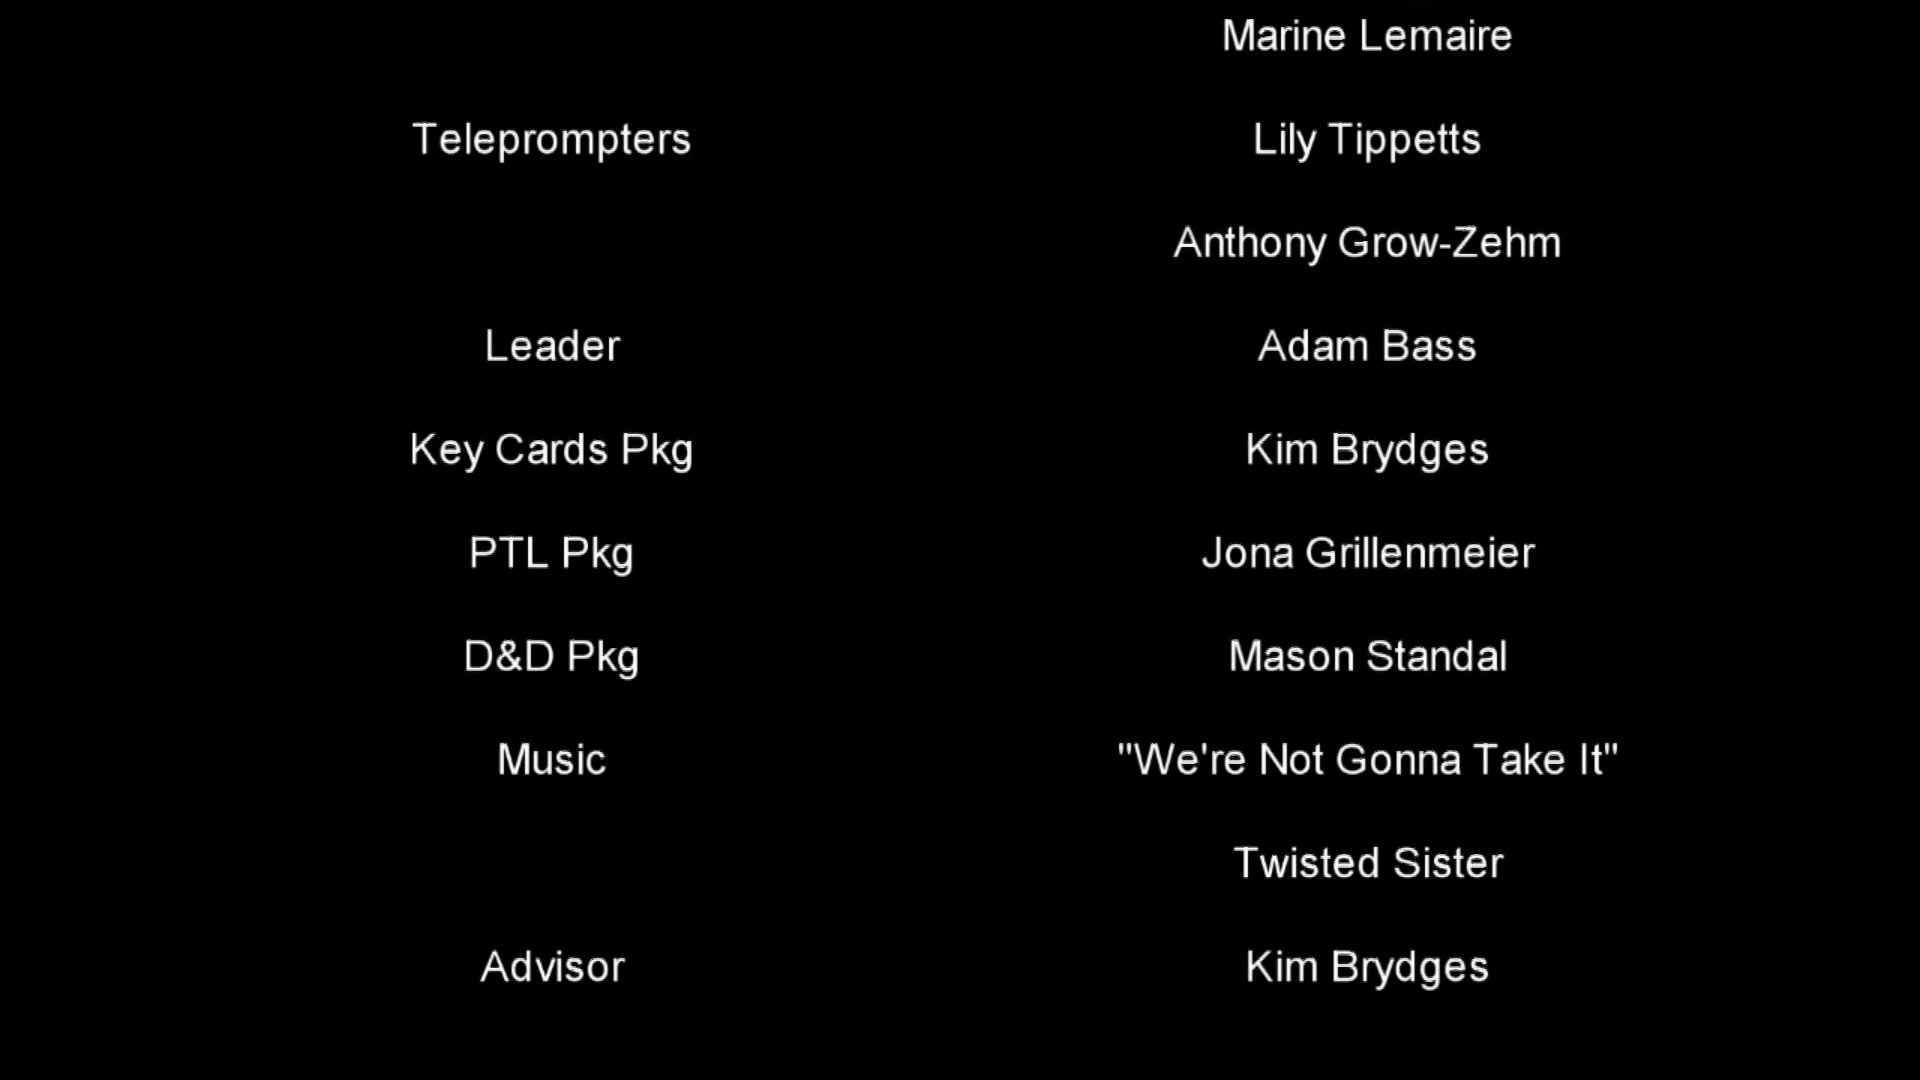 Marine Lemaire
Teleprompters Lily Tippetts
Anthony Grow-Zehm
Leader Adam Bass
Key Cards Pkg Kim Brydges
PTL Pkg Jona Grillenmeier
D&D Pkg Mason Standal
Music "We're Not Gonna Take It"
Twisted Sister
Advisor Kim Brydges